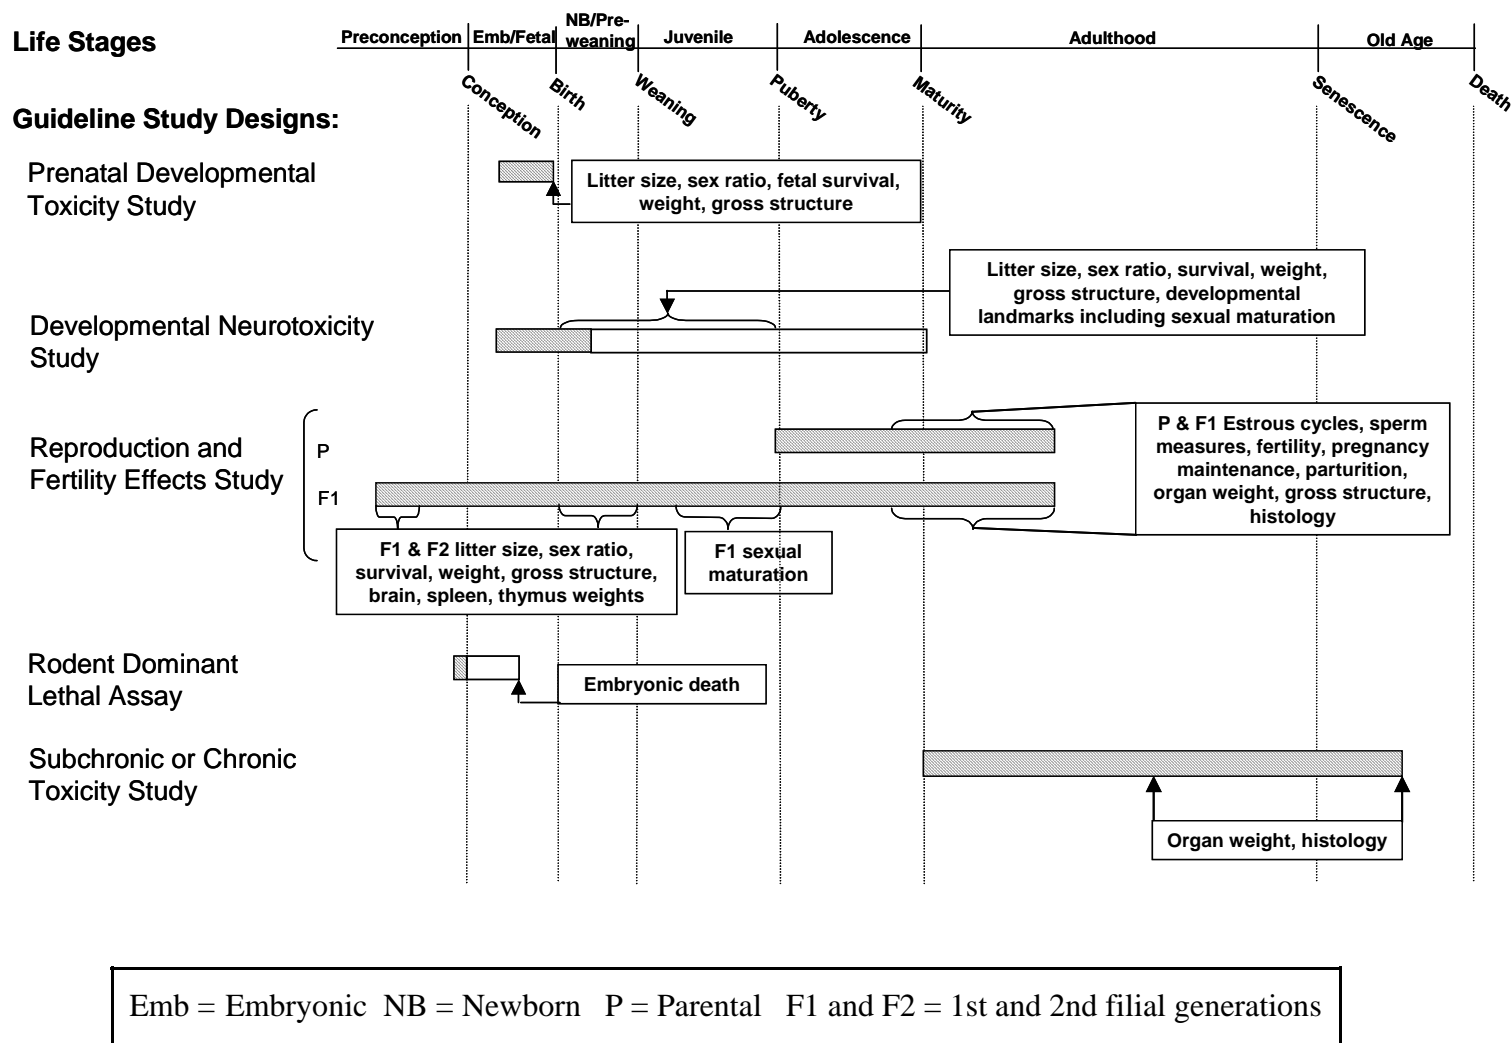 Life Stages
Preconception
Emb/Fetal
NB/Pre-
weaning
Juvenile
Adolescence
Adulthood
Old Age
Conception
Birth
Weaning
Puberty
Maturity
Senescence
Death
Guideline Study Designs:
Prenatal Developmental
Toxicity Study
Litter size, sex ratio, fetal survival,
weight, gross structure
Developmental Neurotoxicity
Study
Litter size, sex ratio, survival, weight,
gross structure, developmental
landmarks including sexual maturation
Reproduction and
Fertility Effects Study
P
F1
P & F1 Estrous cycles, sperm
measures, fertility, pregnancy
maintenance, parturition,
organ weight, gross structure,
histology
F1 & F2 litter size, sex ratio,
survival, weight, gross structure,
brain, spleen, thymus weights
F1 sexual
maturation
Rodent Dominant
Lethal Assay
Embryonic death
Subchronic or Chronic
Toxicity Study
Organ weight, histology
Emb = Embryonic NB = Newborn P = Parental F1 and F2 = 1st and 2nd filial generations